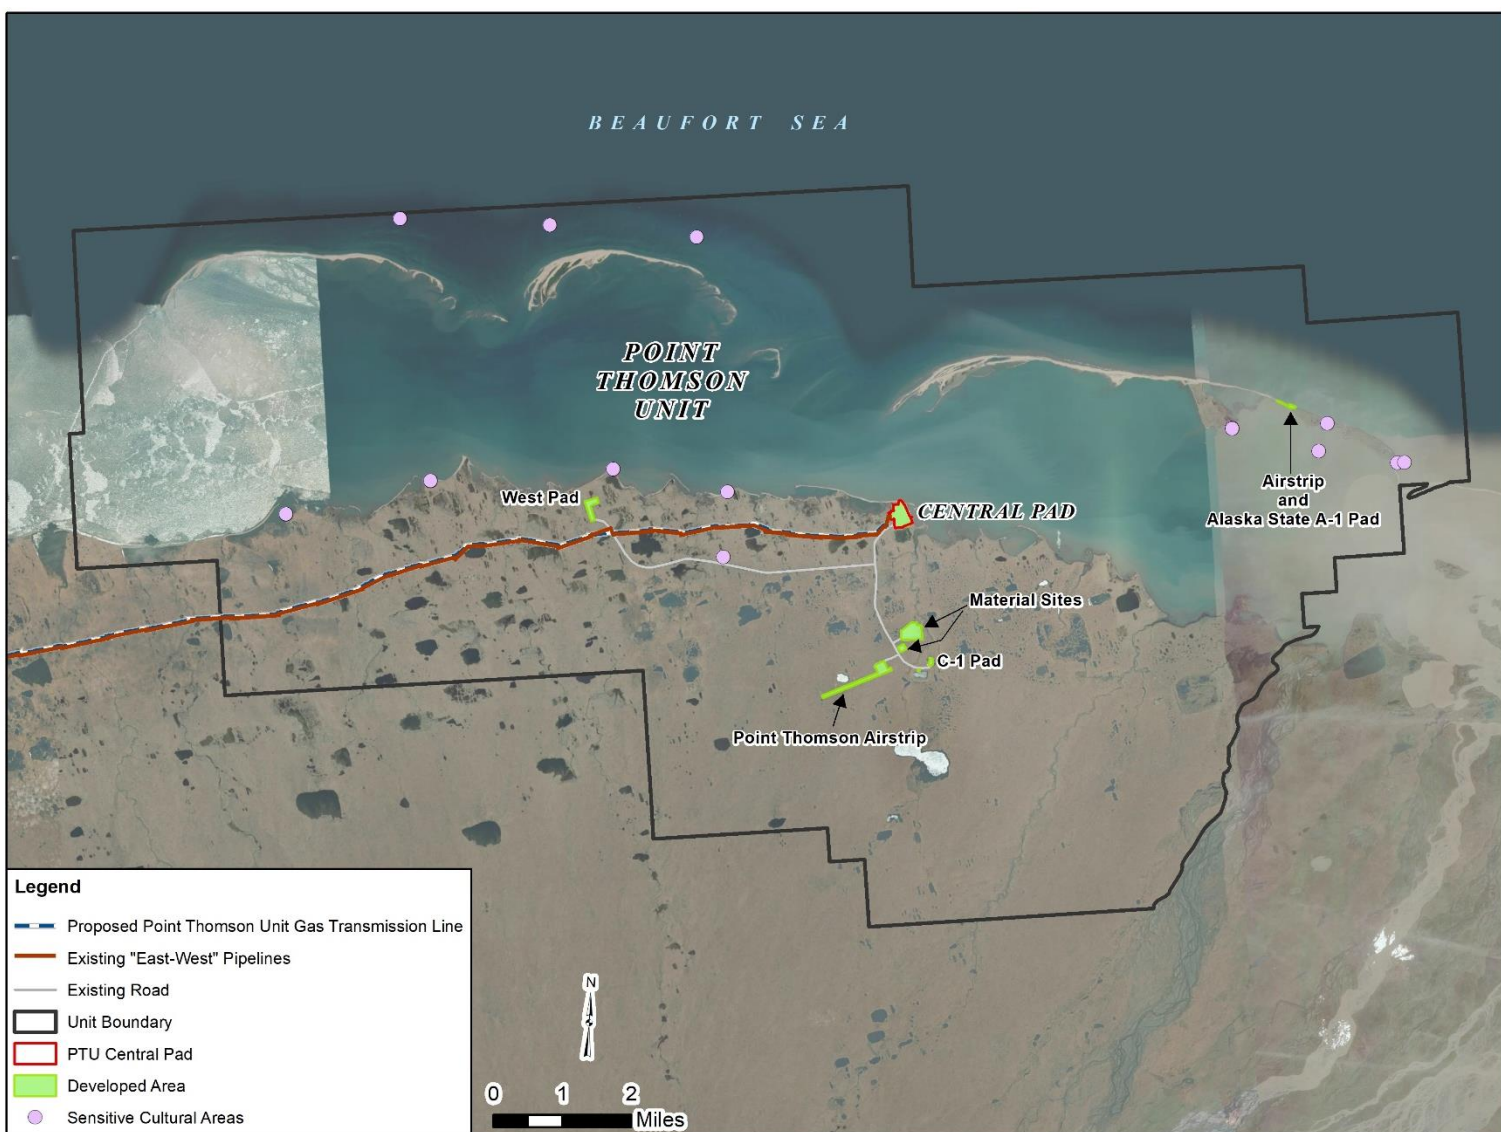 BEAUFORT SEA
POINT
THOMSON
UNIT
West Pad
CENTRAL PAD
Airstrip
and
Alaska State A-1 Pad
Material Sites
C-1 Pad
Point Thomson Airstrip
Legend
Proposed Point Thomson Unit Gas Transmission Line
Existing "East-West" Pipelines
Existing Road
Unit Boundary
PTU Central Pad
Developed Area
Sensitive Cultural Areas
N
0 1 2
Miles